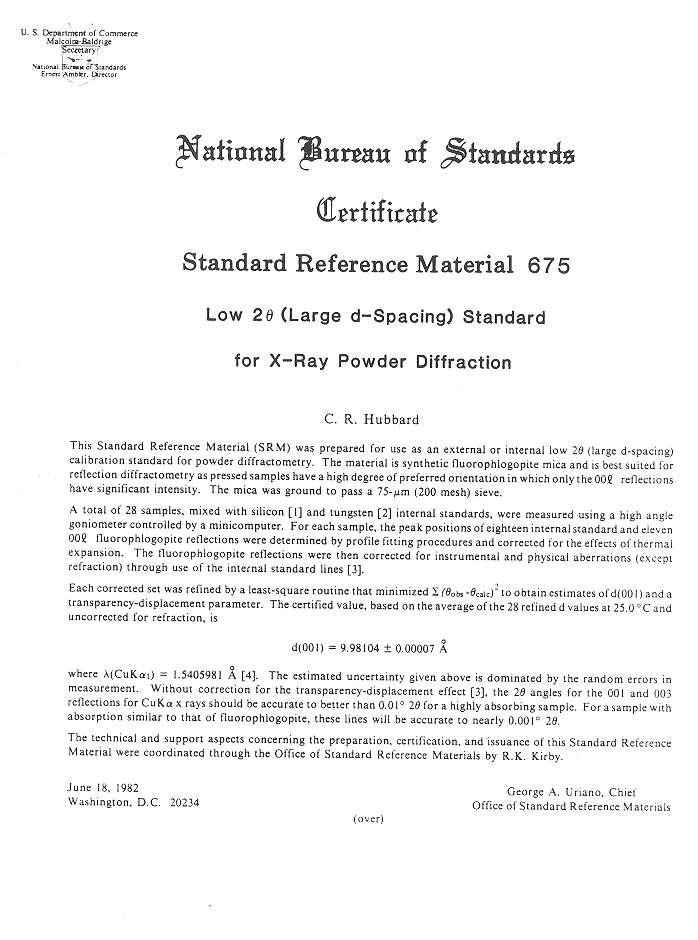 U. S. Department of Commerce
Malcolm Baldrige
Secretary
National Bureau of Standards
Ernest Ambler, Director
National Bureau of Standards
Certificate
Standard Reference Material 675
Low 2θ (Large d-Spacing) Standard
for X-Ray Powder Diffraction
C. R. Hubbard
This Standard Reference Material (SRM) was prepared for use as an external or internal low 2θ (large d-spacing)
calibration standard for powder diffractometry. The material is synthetic fluorophlogopite mica and is best suited for
reflection diffractometry as pressed samples have a high degree of preferred orientation in which only the 00ℓ reflections
have significant intensity. The mica was ground to pass a 75-μm (200 mesh) sieve.
A total of 28 samples, mixed with silicon [1] and tungsten [2] internal standards, were measured using a high angle
goniometer controlled by a minicomputer. For each sample, the peak positions of eighteen internal standard and eleven
00ℓ fluorophlogopite reflections were determined by profile fitting procedures and corrected for the effects of thermal
expansion. The fluorophlogopite reflections were then corrected for instrumental and physical aberrations (except
refraction) through use of the internal standard lines [3].
Each corrected set was refined by a least-square routine that minimized Σ (θobs -θcalc)² to obtain estimates of d(001) and a
transparency-displacement parameter. The certified value, based on the average of the 28 refined d values at 25.0 °C and
uncorrected for refraction, is
d(001) = 9.98104 ± 0.00007 Å
where λ(CuKα₁) = 1.5405981 Å [4]. The estimated uncertainty given above is dominated by the random errors in
measurement. Without correction for the transparency-displacement effect [3], the 2θ angles for the 001 and 003
reflections for CuKα x rays should be accurate to better than 0.01° 2θ for a highly absorbing sample. For a sample with
absorption similar to that of fluorophlogopite, these lines will be accurate to nearly 0.001° 2θ.
The technical and support aspects concerning the preparation, certification, and issuance of this Standard Reference
Material were coordinated through the Office of Standard Reference Materials by R.K. Kirby.
June 18, 1982
Washington, D.C. 20234
George A. Uriano, Chief
Office of Standard Reference Materials
(over)